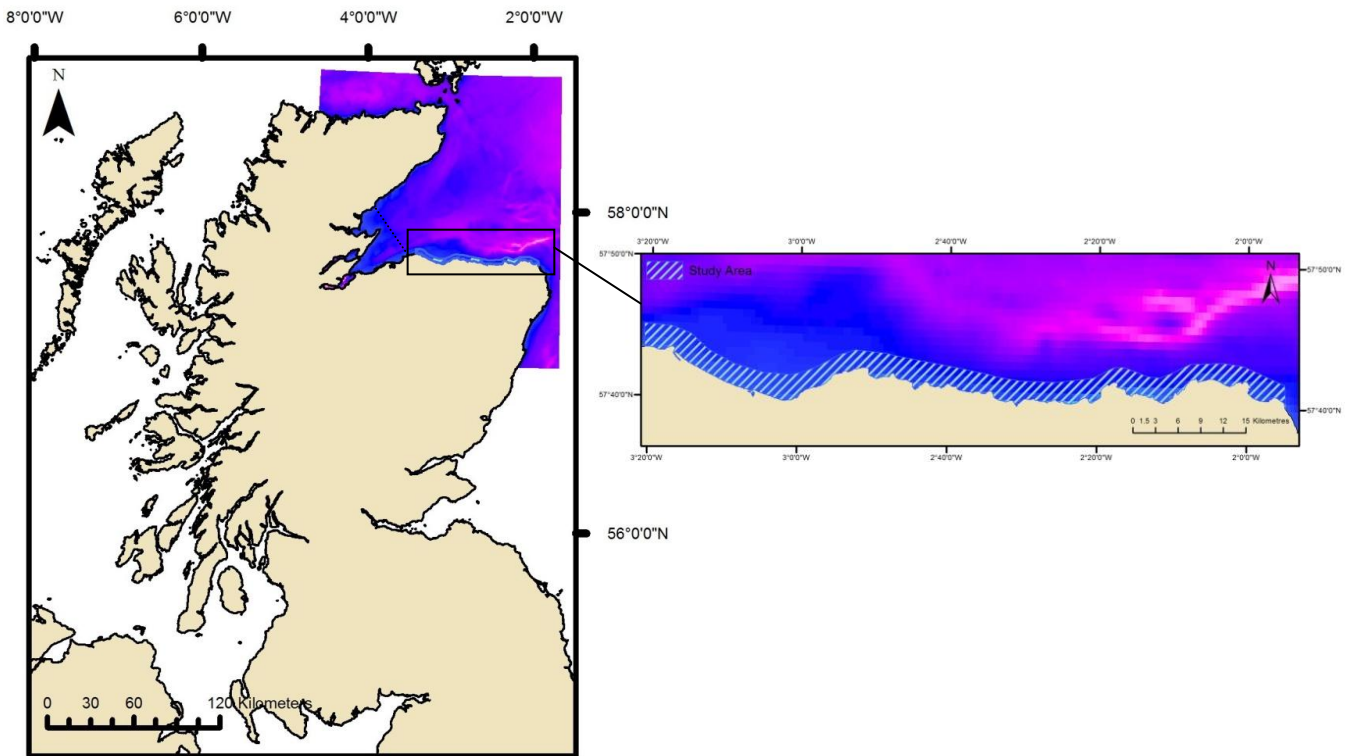 8°0'0"W 6°0'0"W 4°0'0"W 2°0'0"W
N
58°0'0"N
56°0'0"N
0 30 60 120 Kilometers
3°20'0"W 3°0'0"W 2°40'0"W 2°20'0"W 2°0'0"W
57°50'0"N 57°50'0"N
Study Area
N
57°40'0"N 57°40'0"N
0 1.5 3 6 9 12 15 Kilometres
3°20'0"W 3°0'0"W 2°40'0"W 2°20'0"W 2°0'0"W